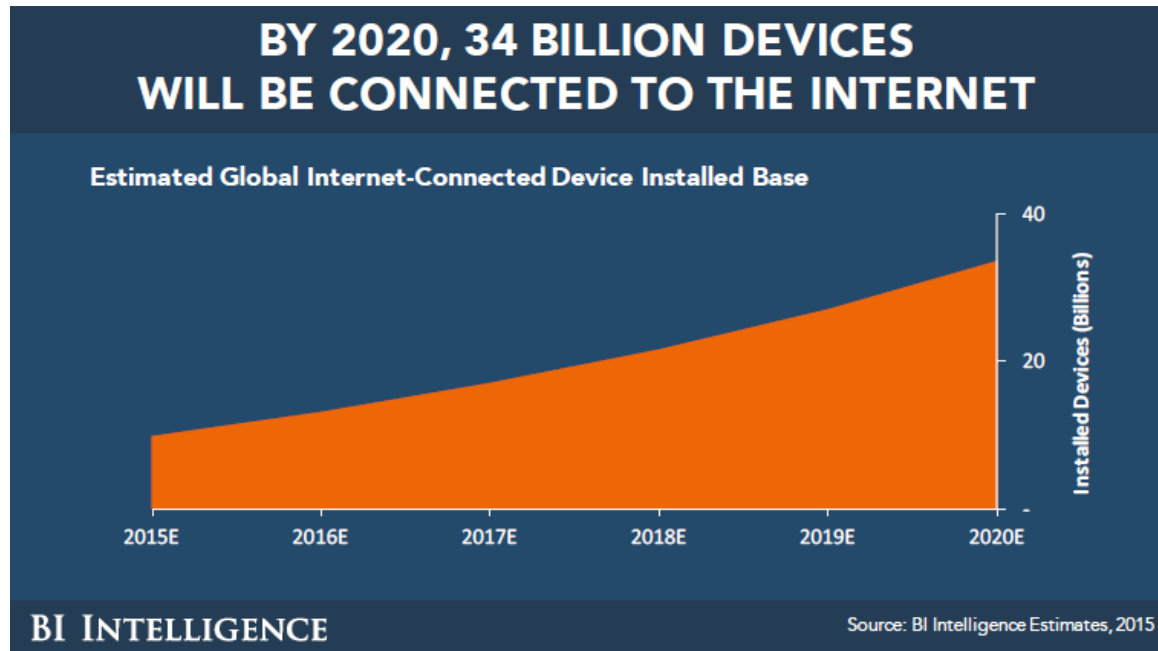 BY 2020, 34 BILLION DEVICES
WILL BE CONNECTED TO THE INTERNET
Estimated Global Internet-Connected Device Installed Base
40
20
-
Installed Devices (Billions)
2015E 2016E 2017E 2018E 2019E 2020E
BI INTELLIGENCE
Source: BI Intelligence Estimates, 2015